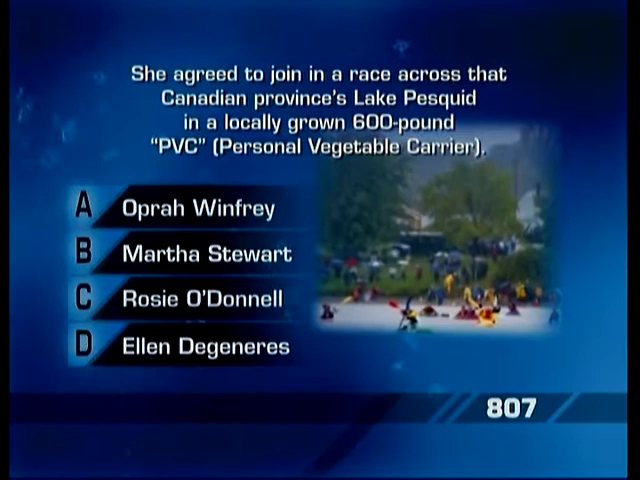 She agreed to join in a race across that
Canadian province's Lake Pesquid
in a locally grown 600-pound
"PVC" (Personal Vegetable Carrier).
A Oprah Winfrey
B Martha Stewart
C Rosie O'Donnell
D Ellen Degeneres
807